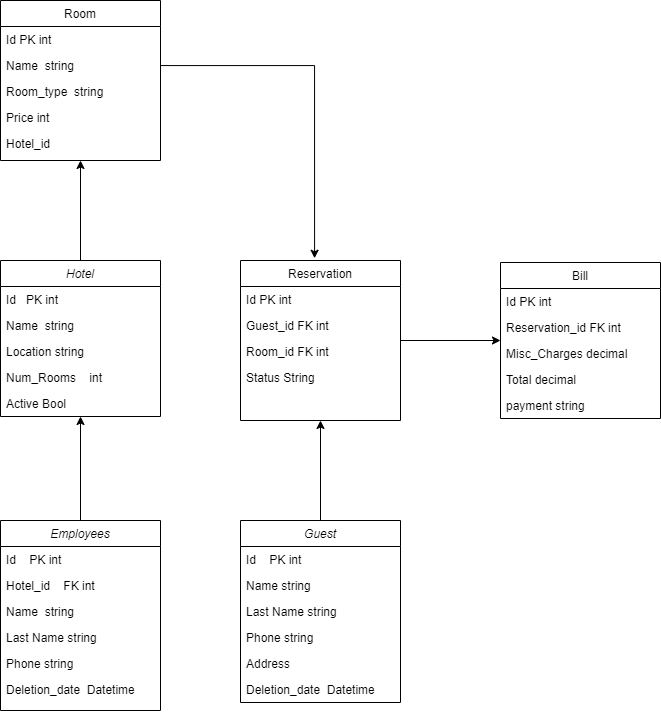 Room
Id PK int
Name string
Room_type string
Price int
Hotel_id
Hotel
Id PK int
Name string
Location string
Num_Rooms int
Active Bool
Reservation
Id PK int
Guest_id FK int
Room_id FK int
Status String
Bill
Id PK int
Reservation_id FK int
Misc_Charges decimal
Total decimal
payment string
Employees
Id PK int
Hotel_id FK int
Name string
Last Name string
Phone string
Deletion_date Datetime
Guest
Id PK int
Name string
Last Name string
Phone string
Address
Deletion_date Datetime